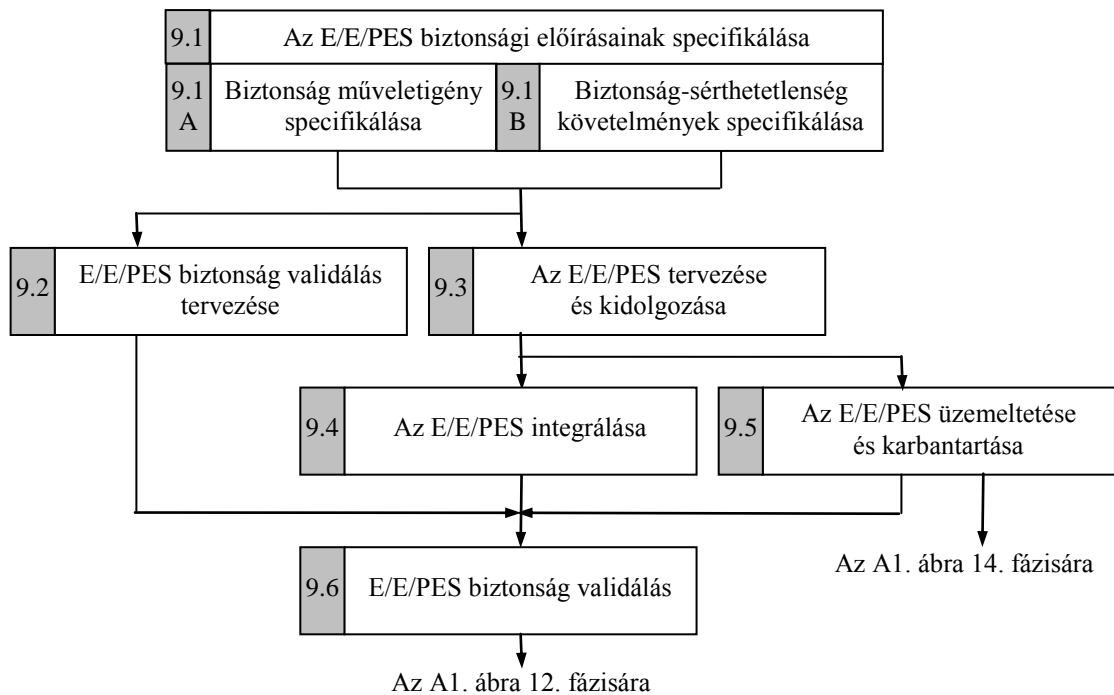 9.1 Az E/E/PES biztonsági előírásainak specifikálása
9.1
A
Biztonság műveletigény
specifikálása
9.1
B
Biztonság-sérthetetlenség
követelmények specifikálása
9.2
E/E/PES biztonság validálás
tervezése
9.3
Az E/E/PES tervezése
és kidolgozása
9.4
Az E/E/PES integrálása
9.5
Az E/E/PES üzemeltetése
és karbantartása
Az A1. ábra 14. fázisára
9.6
E/E/PES biztonság validálás
Az A1. ábra 12. fázisára